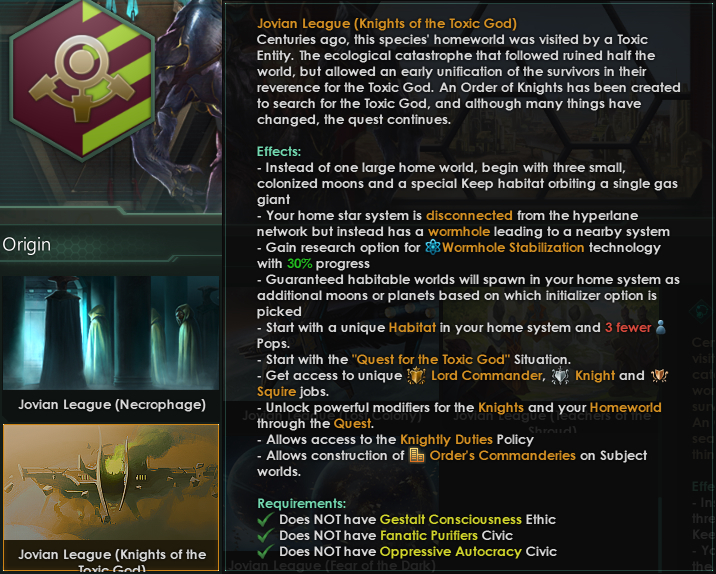 Jovian League (Knights of the Toxic God)
Centuries ago, this species' homeworld was visited by a Toxic
Entity. The ecological catastrophe that followed ruined half the
world, but allowed an early unification of the survivors in their
reverence for the Toxic God. An Order of Knights has been created
to search for the Toxic God, and although many things have
changed, the quest continues.
Effects:
- Instead of one large home world, begin with three small,
colonized moons and a special Keep habitat orbiting a single gas
giant
- Your home star system is disconnected from the hyperlane
network but instead has a wormhole leading to a nearby system
- Gain research option for Wormhole Stabilization technology
with 30% progress
- Guaranteed habitable worlds will spawn in your home system as
additional moons or planets based on which initializer option is
picked
- Start with a unique Habitat in your home system and 3 fewer
Pops.
- Start with the "Quest for the Toxic God" Situation.
- Get access to unique Lord Commander, Knight and
Squire jobs.
- Unlock powerful modifiers for the Knights and your Homeworld
through the Quest.
- Allows access to the Knightly Duties Policy
- Allows construction of Order's Commanderies on Subject
worlds.
Requirements:
Does NOT have Gestalt Consciousness Ethic
Does NOT have Fanatic Purifiers Civic
Does NOT have Oppressive Autocracy Civic
Origin
Jovian League (Necrophage)
Jovian League (Knights of the
Toxic God)
Jovian League (Fear of the Dark)